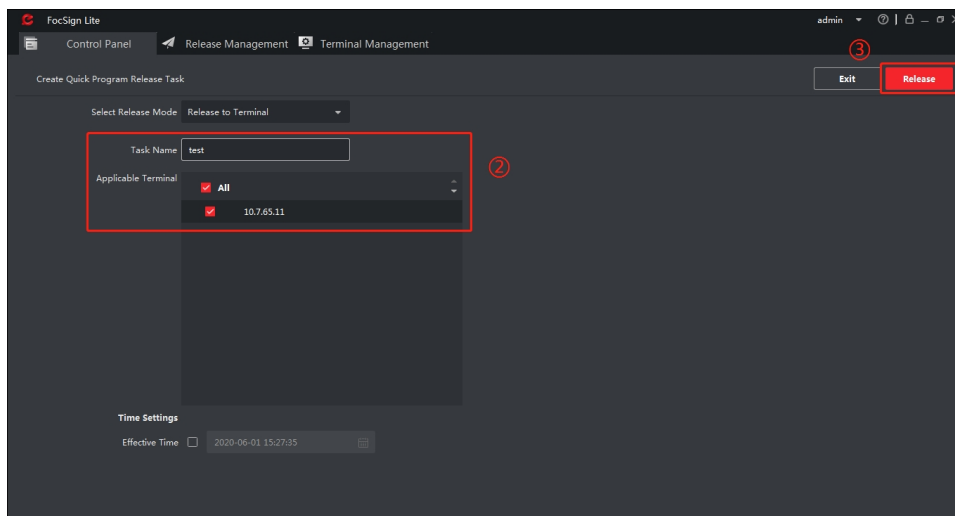 FocSign Lite
admin
Control Panel
Release Management
Terminal Management
③
Create Quick Program Release Task
Exit
Release
Select Release Mode
Release to Terminal
Task Name
test
②
Applicable Terminal
All
10.7.65.11
Time Settings
Effective Time
2020-06-01 15:27:35